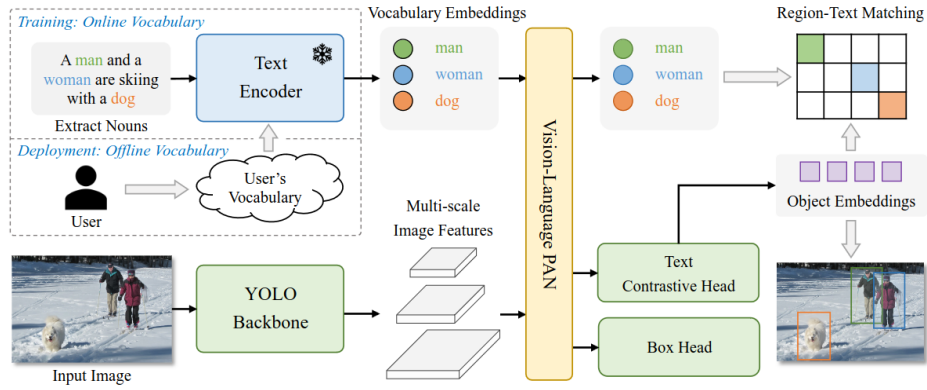 Training: Online Vocabulary
A man and a
woman are skiing
with a dog
Extract Nouns
Text
Encoder
Vocabulary Embeddings
man
woman
dog
Vision-Language PAN
man
woman
dog
Region-Text Matching
Deployment: Offline Vocabulary
User
User's
Vocabulary
Multi-scale
Image Features
Object Embeddings
Input Image
YOLO
Backbone
Text
Contrastive Head
Box Head